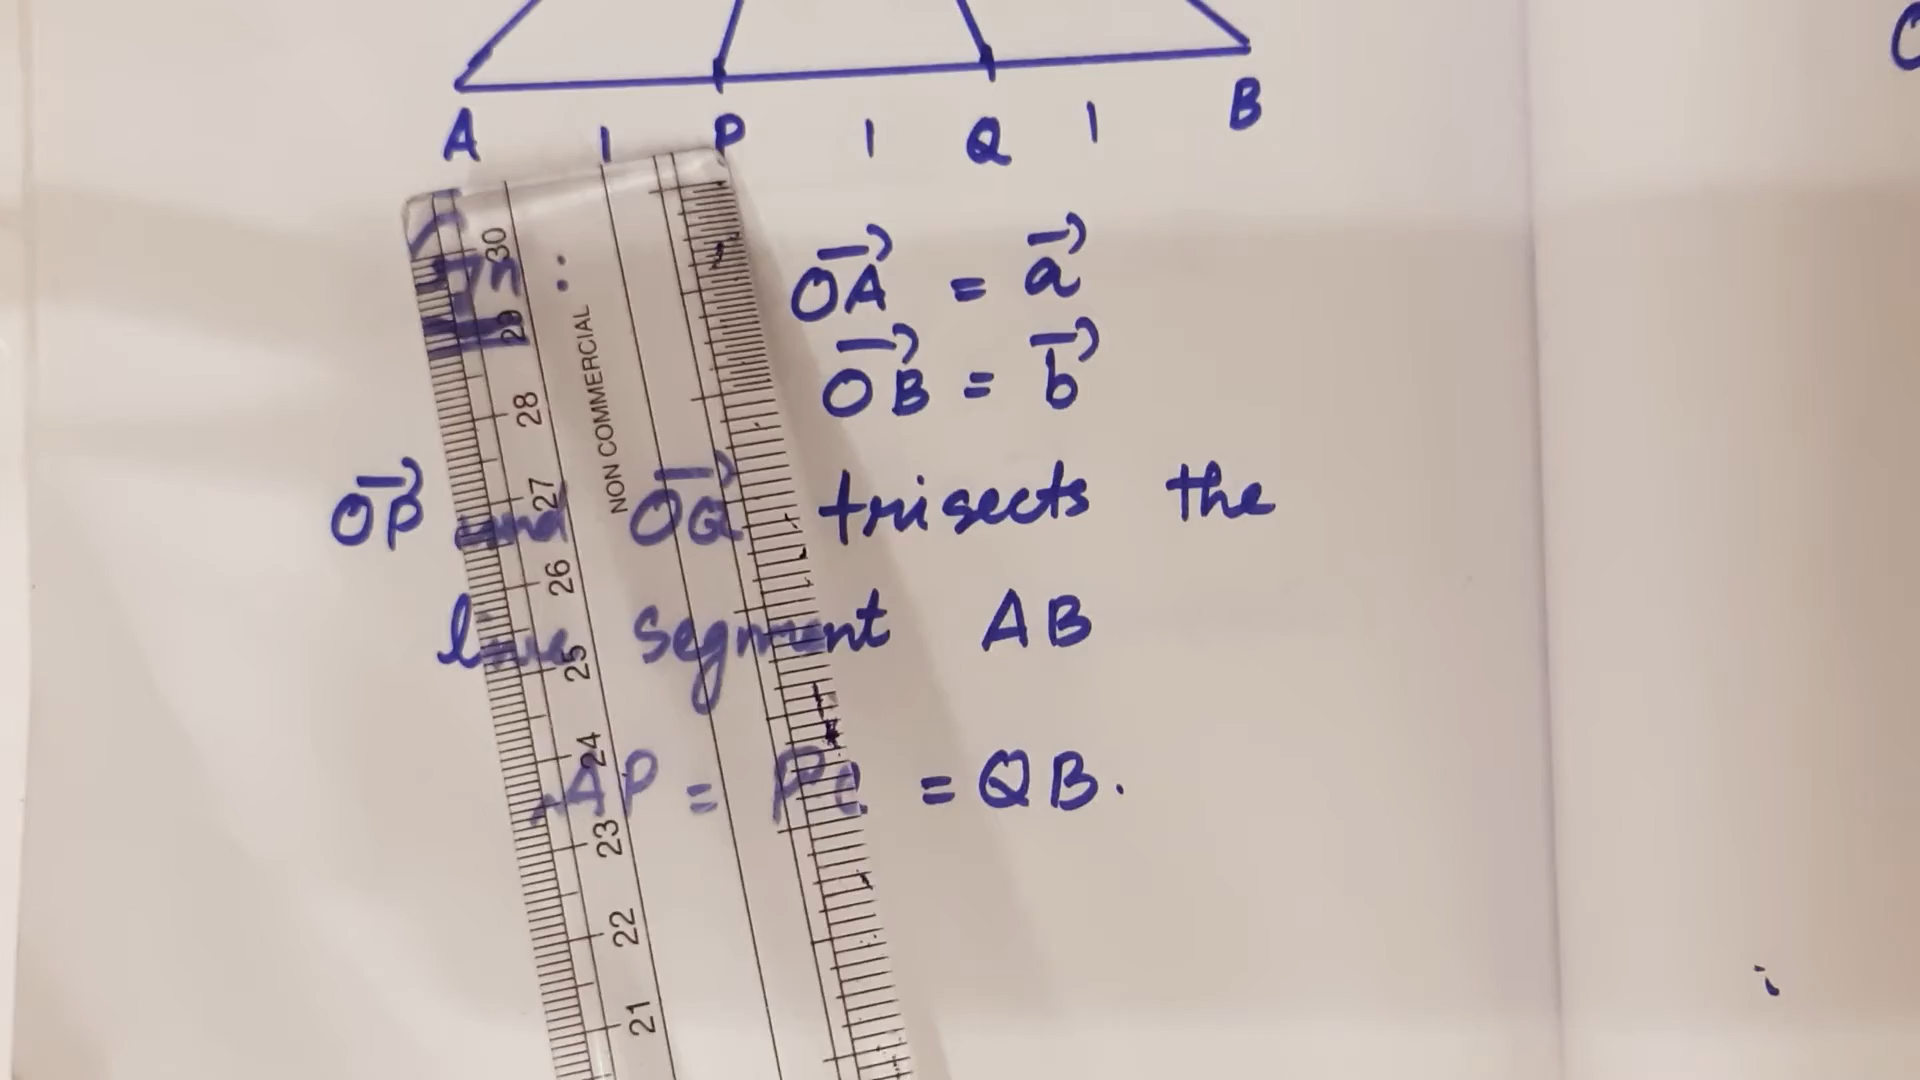 A 1 P 1 Q 1 B
In :
OA = a
OB = b
OP and OQ trisects the
line segment AB
AP = PQ = QB.
30
29
28
27
26
25
24
23
22
21
NON COMMERCIAL